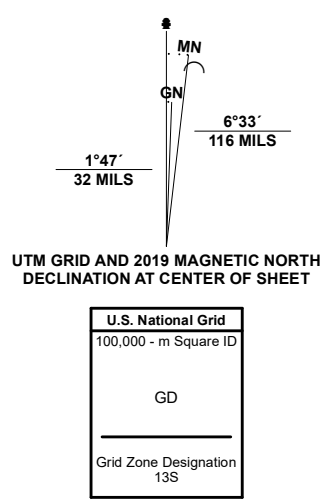 MN
GN
6°33´
116 MILS
1°47´
32 MILS
UTM GRID AND 2019 MAGNETIC NORTH
DECLINATION AT CENTER OF SHEET
U.S. National Grid
100,000 - m Square ID
GD
Grid Zone Designation
13S